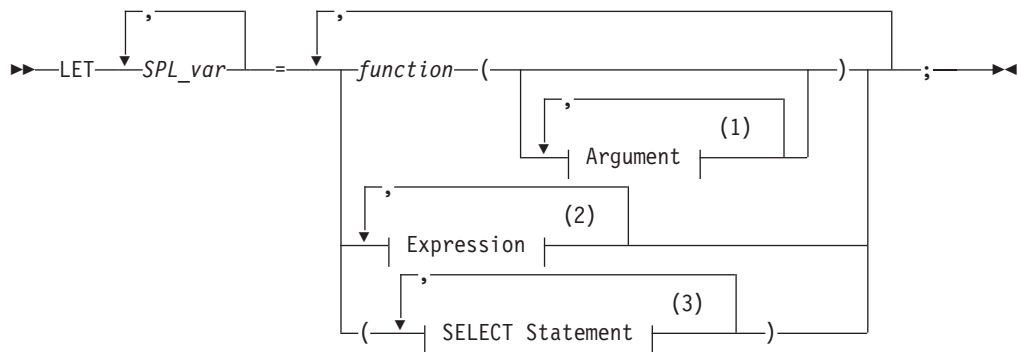 , ,
LET SPL_var = function ( ) ;
,
(1)
Argument
,
(2)
Expression
,
(3)
( SELECT Statement )